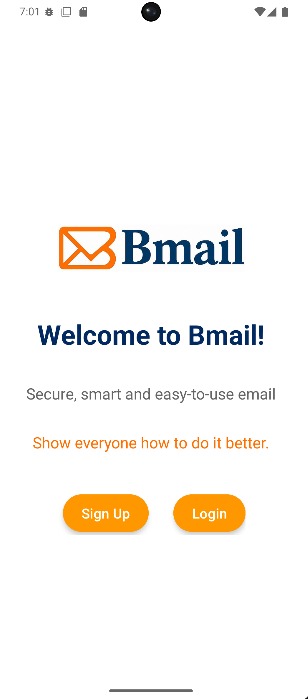 7:01
Bmail
Welcome to Bmail!
Secure, smart and easy-to-use email
Show everyone how to do it better.
Sign Up
Login